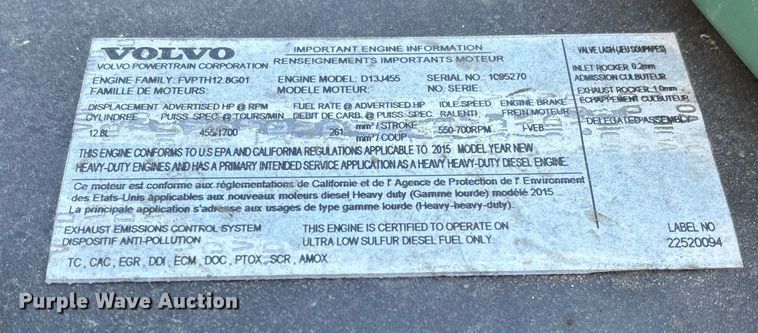 VOLVO
VOLVO POWERTRAIN CORPORATION
IMPORTANT ENGINE INFORMATION
RENSEIGNEMENTS IMPORTANTS MOTEUR
ENGINE FAMILY: FVPTH12.8G01
FAMILLE DE MOTEURS:
ENGINE MODEL: D13J455
MODELE MOTEUR:
SERIAL NO: 1095270
NO. SERIE:
DISPLACEMENT ADVERTISED HP @ RPM FUEL RATE @ ADVERTISED HP IDLE SPEED ENGINE BRAKE
CYLINDREE PUISS. SPEC @ TOURS/MIN DEBIT DE CARB. @ PUISS. SPEC. RALENTI FREIN MOTEUR
12.8L 455/1700 261 mm³ / STROKE 550-700RPM I-VEB
mm³ / COUP
THIS ENGINE CONFORMS TO U.S EPA AND CALIFORNIA REGULATIONS APPLICABLE TO 2015 MODEL YEAR NEW
HEAVY-DUTY ENGINES AND HAS A PRIMARY INTENDED SERVICE APPLICATION AS A HEAVY HEAVY-DUTY DIESEL ENGINE.
Ce moteur est conforme aux réglementations de Californie et de l' Agence de Protection de l' Environment
des Etats-Unis applicables aux nouveaux moteurs diesel Heavy duty (Gamme lourde) modélé 2015
La principale application s'adresse aux usages de type gamme lourde (Heavy-heavy-duty).
EXHAUST EMISSIONS CONTROL SYSTEM
DISPOSITIF ANTI-POLLUTION
THIS ENGINE IS CERTIFIED TO OPERATE ON
ULTRA LOW SULFUR DIESEL FUEL ONLY.
TC , CAC , EGR , DDI , ECM , DOC , PTOX , SCR , AMOX
VALVE LASH (JEU SOUPAPES)
INLET ROCKER 0.2mm
ADMISSION CULBUTEUR
EXHAUST ROCKER 1.0mm
ECHAPPEMENT CULBUTEUR
DELEGATED ASSEMBLY
LABEL NO
22520094
Purple Wave Auction